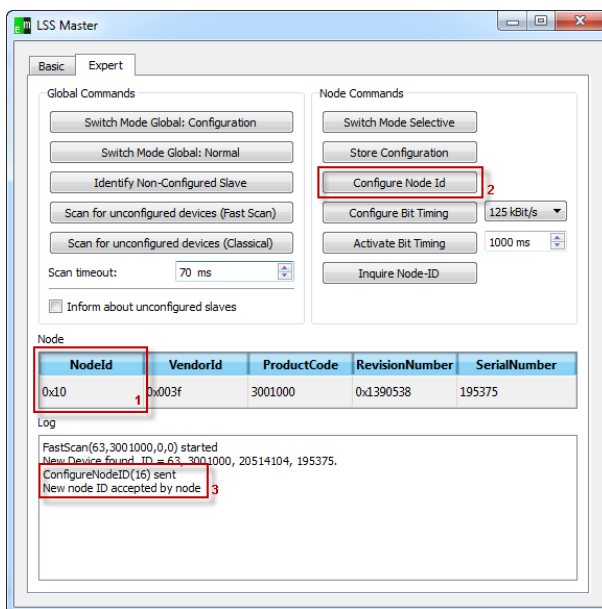 LSS Master
Basic Expert
Global Commands
Switch Mode Global: Configuration
Switch Mode Global: Normal
Identify Non-Configured Slave
Scan for unconfigured devices (Fast Scan)
Scan for unconfigured devices (Classical)
Scan timeout: 70 ms
Inform about unconfigured slaves
Node Commands
Switch Mode Selective
Store Configuration
Configure Node Id 2
Configure Bit Timing 125 kBit/s
Activate Bit Timing 1000 ms
Inquire Node-ID
Node
NodeId VendorId ProductCode RevisionNumber SerialNumber
0x10 1 0x003f 3001000 0x1390538 195375
Log
FastScan(63,3001000,0,0) started
New Device found, ID = 63, 3001000, 20514104, 195375.
ConfigureNodeID(16) sent
New node ID accepted by node 3